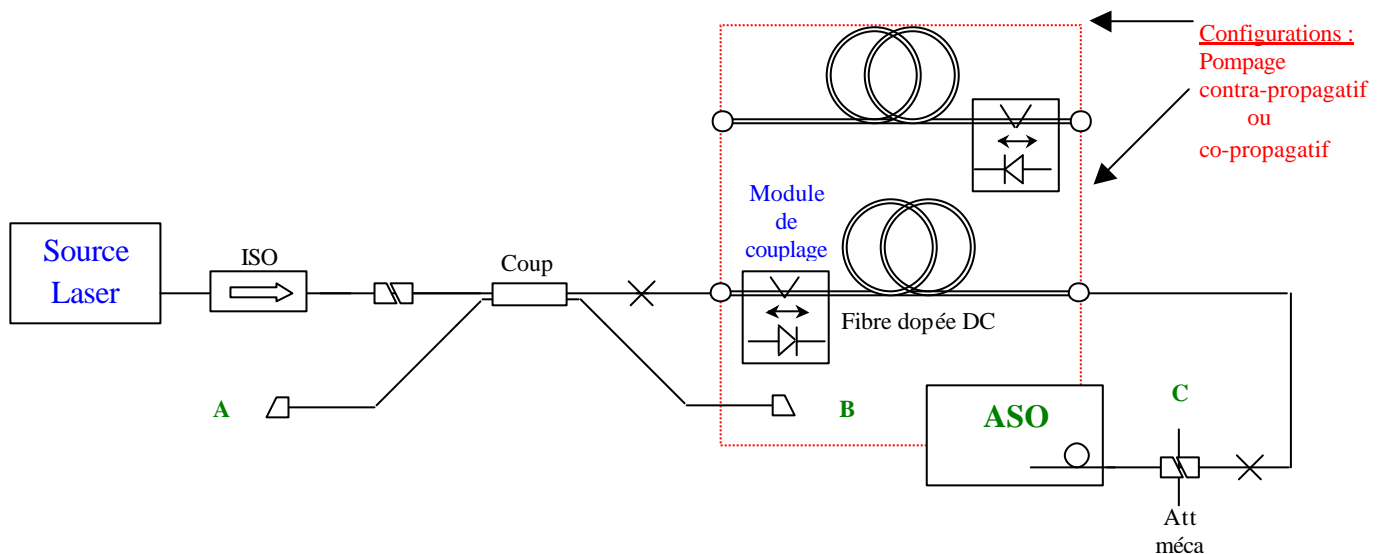 Configurations :
Pompage
contra-propagatif
ou
co-propagatif
Module
de
couplage
Source
Laser
ISO
Coup
Fibre dopée DC
A
B
ASO
C
Att
méca